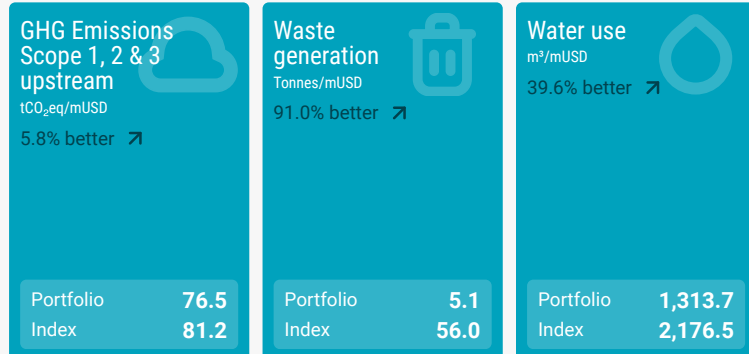 GHG Emissions
Scope 1, 2 & 3
upstream
tCO₂eq/mUSD
5.8% better
Portfolio 76.5
Index 81.2
Waste
generation
Tonnes/mUSD
91.0% better
Portfolio 5.1
Index 56.0
Water use
m³/mUSD
39.6% better
Portfolio 1,313.7
Index 2,176.5